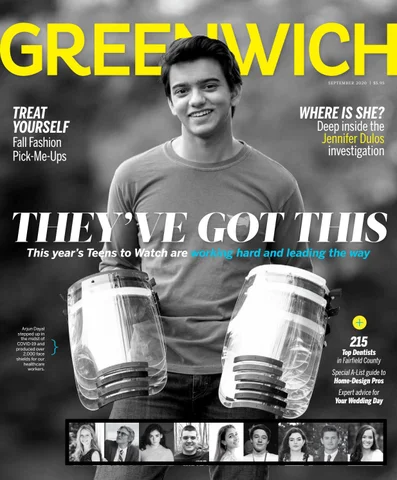 GREENWICH
SEPTEMBER 2020 | $5.95
TREAT
YOURSELF
Fall Fashion
Pick-Me-Ups
WHERE IS SHE?
Deep inside the
Jennifer Dulos
investigation
THEY'VE GOT THIS
This year's Teens to Watch are working hard and leading the way
Arjun Dayal
stepped up in
the midst of
COVID-19 and
produced over
2,000 face
shields for our
healthcare
workers.
+
215
Top Dentists
in Fairfield County
Special A-List guide to
Home-Design Pros
Expert advice for
Your Wedding Day